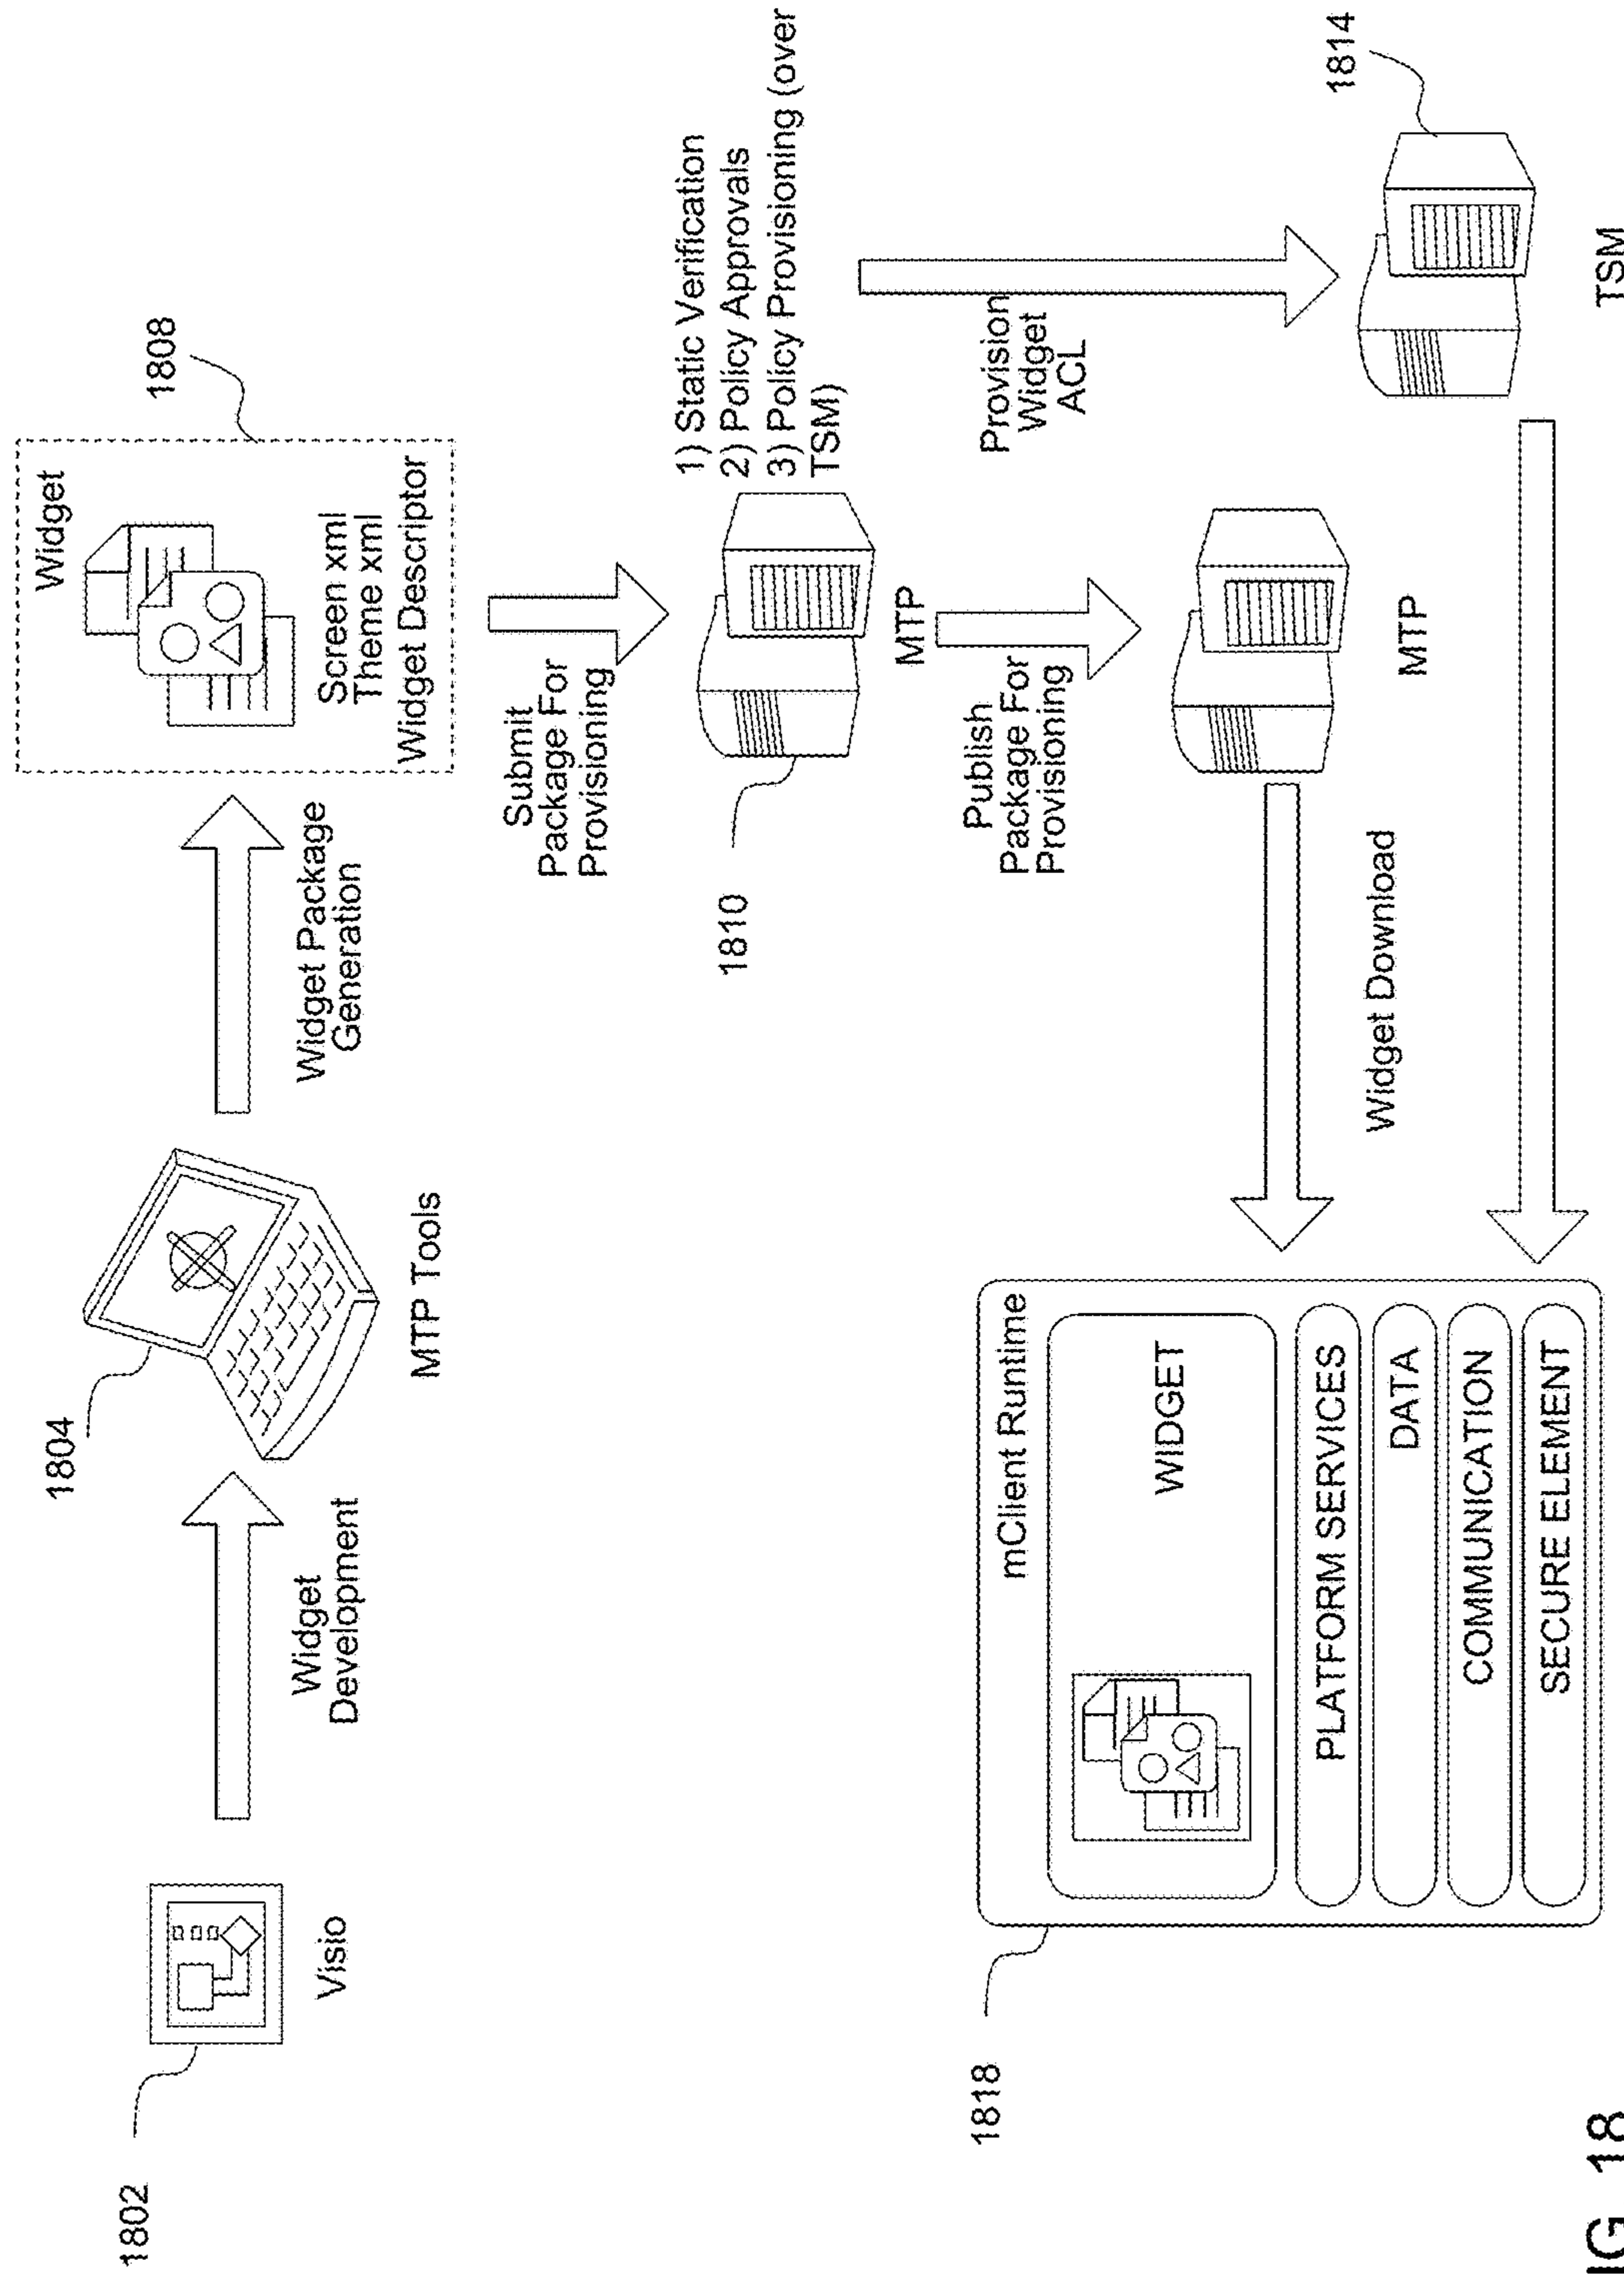 1802
Visio
Widget
Development
1804
MTP Tools
Widget Package
Generation
1808
Widget
Screen xml
Theme xml
Widget Descriptor
Submit
Package For
Provisioning
1810
MTP
1) Static Verification
2) Policy Approvals
3) Policy Provisioning (over
TSM)
Publish
Package For
Provisioning
MTP
Provision
Widget
ACL
1814
TSM
Widget Download
1818
mClient Runtime
WIDGET
PLATFORM SERVICES
DATA
COMMUNICATION
SECURE ELEMENT
IG. 18